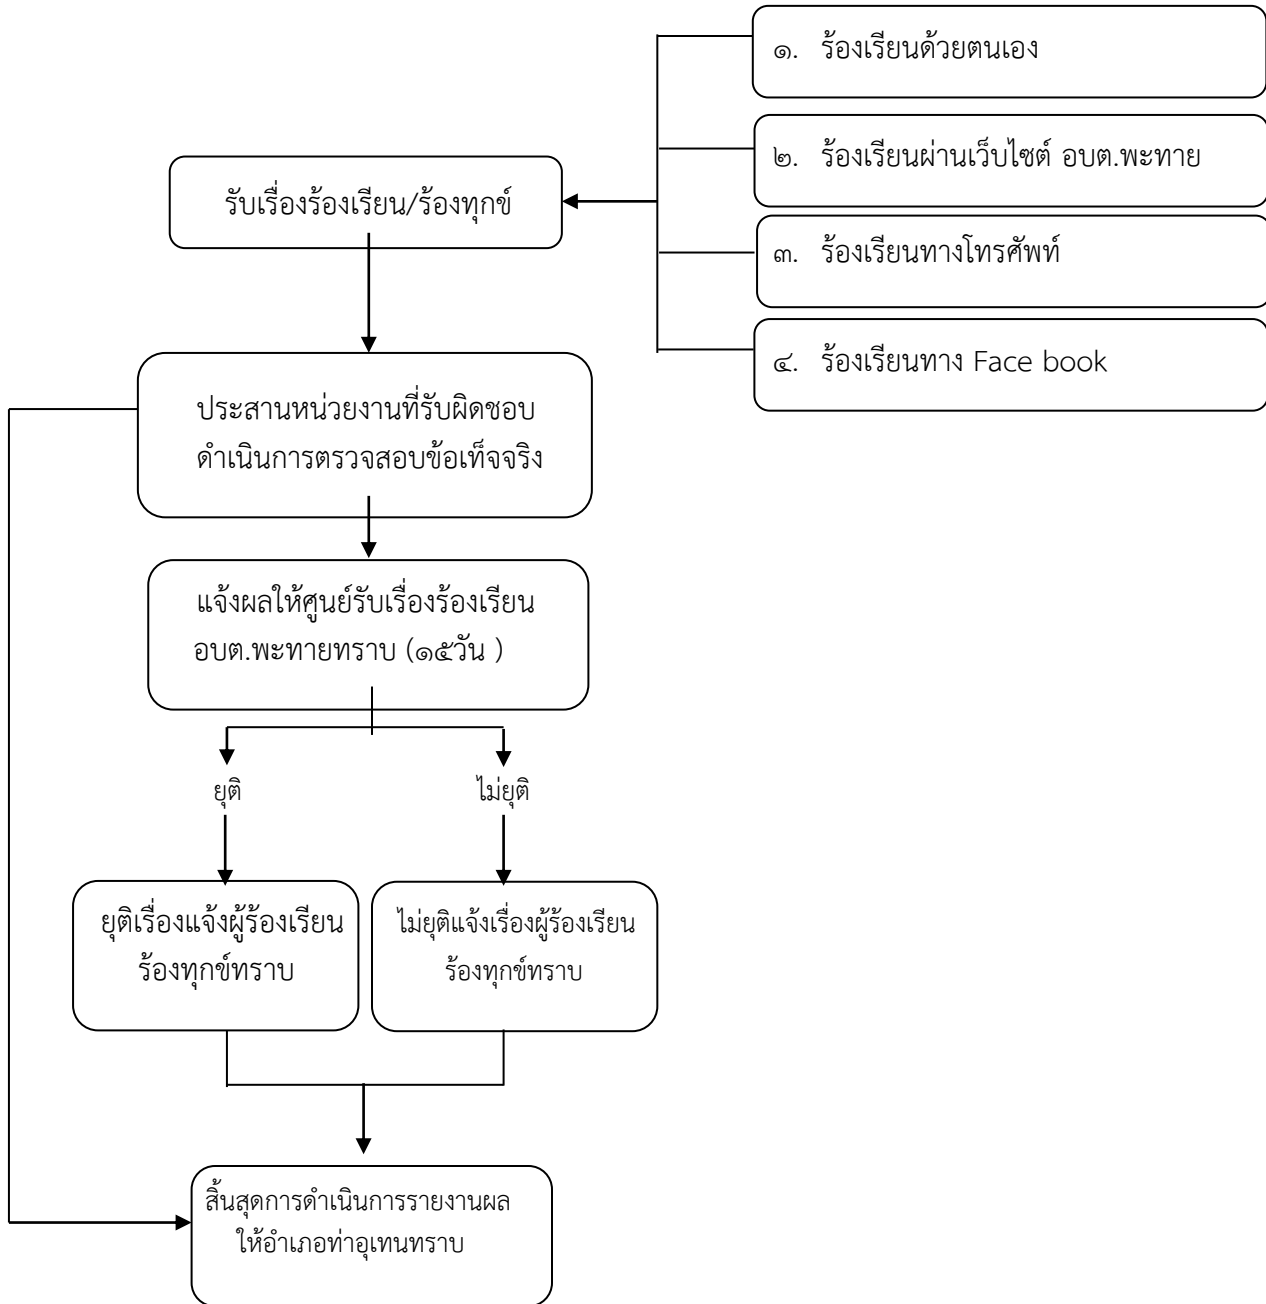 ๑. ร้องเรียนด้วยตนเอง
๒. ร้องเรียนผ่านเว็บไซต์ อบต.พะทาย
๓. ร้องเรียนทางโทรศัพท์
๔. ร้องเรียนทาง Face book
รับเรื่องร้องเรียน/ร้องทุกข์
ประสานหน่วยงานที่รับผิดชอบ
ดำเนินการตรวจสอบข้อเท็จจริง
แจ้งผลให้ศูนย์รับเรื่องร้องเรียน
อบต.พะทายทราบ (๑๕วัน )
ยุติ
ไม่ยุติ
ยุติเรื่องแจ้งผู้ร้องเรียน
ร้องทุกข์ทราบ
ไม่ยุติแจ้งเรื่องผู้ร้องเรียน
ร้องทุกข์ทราบ
สิ้นสุดการดำเนินการรายงานผล
ให้อำเภอท่าอุเทนทราบ